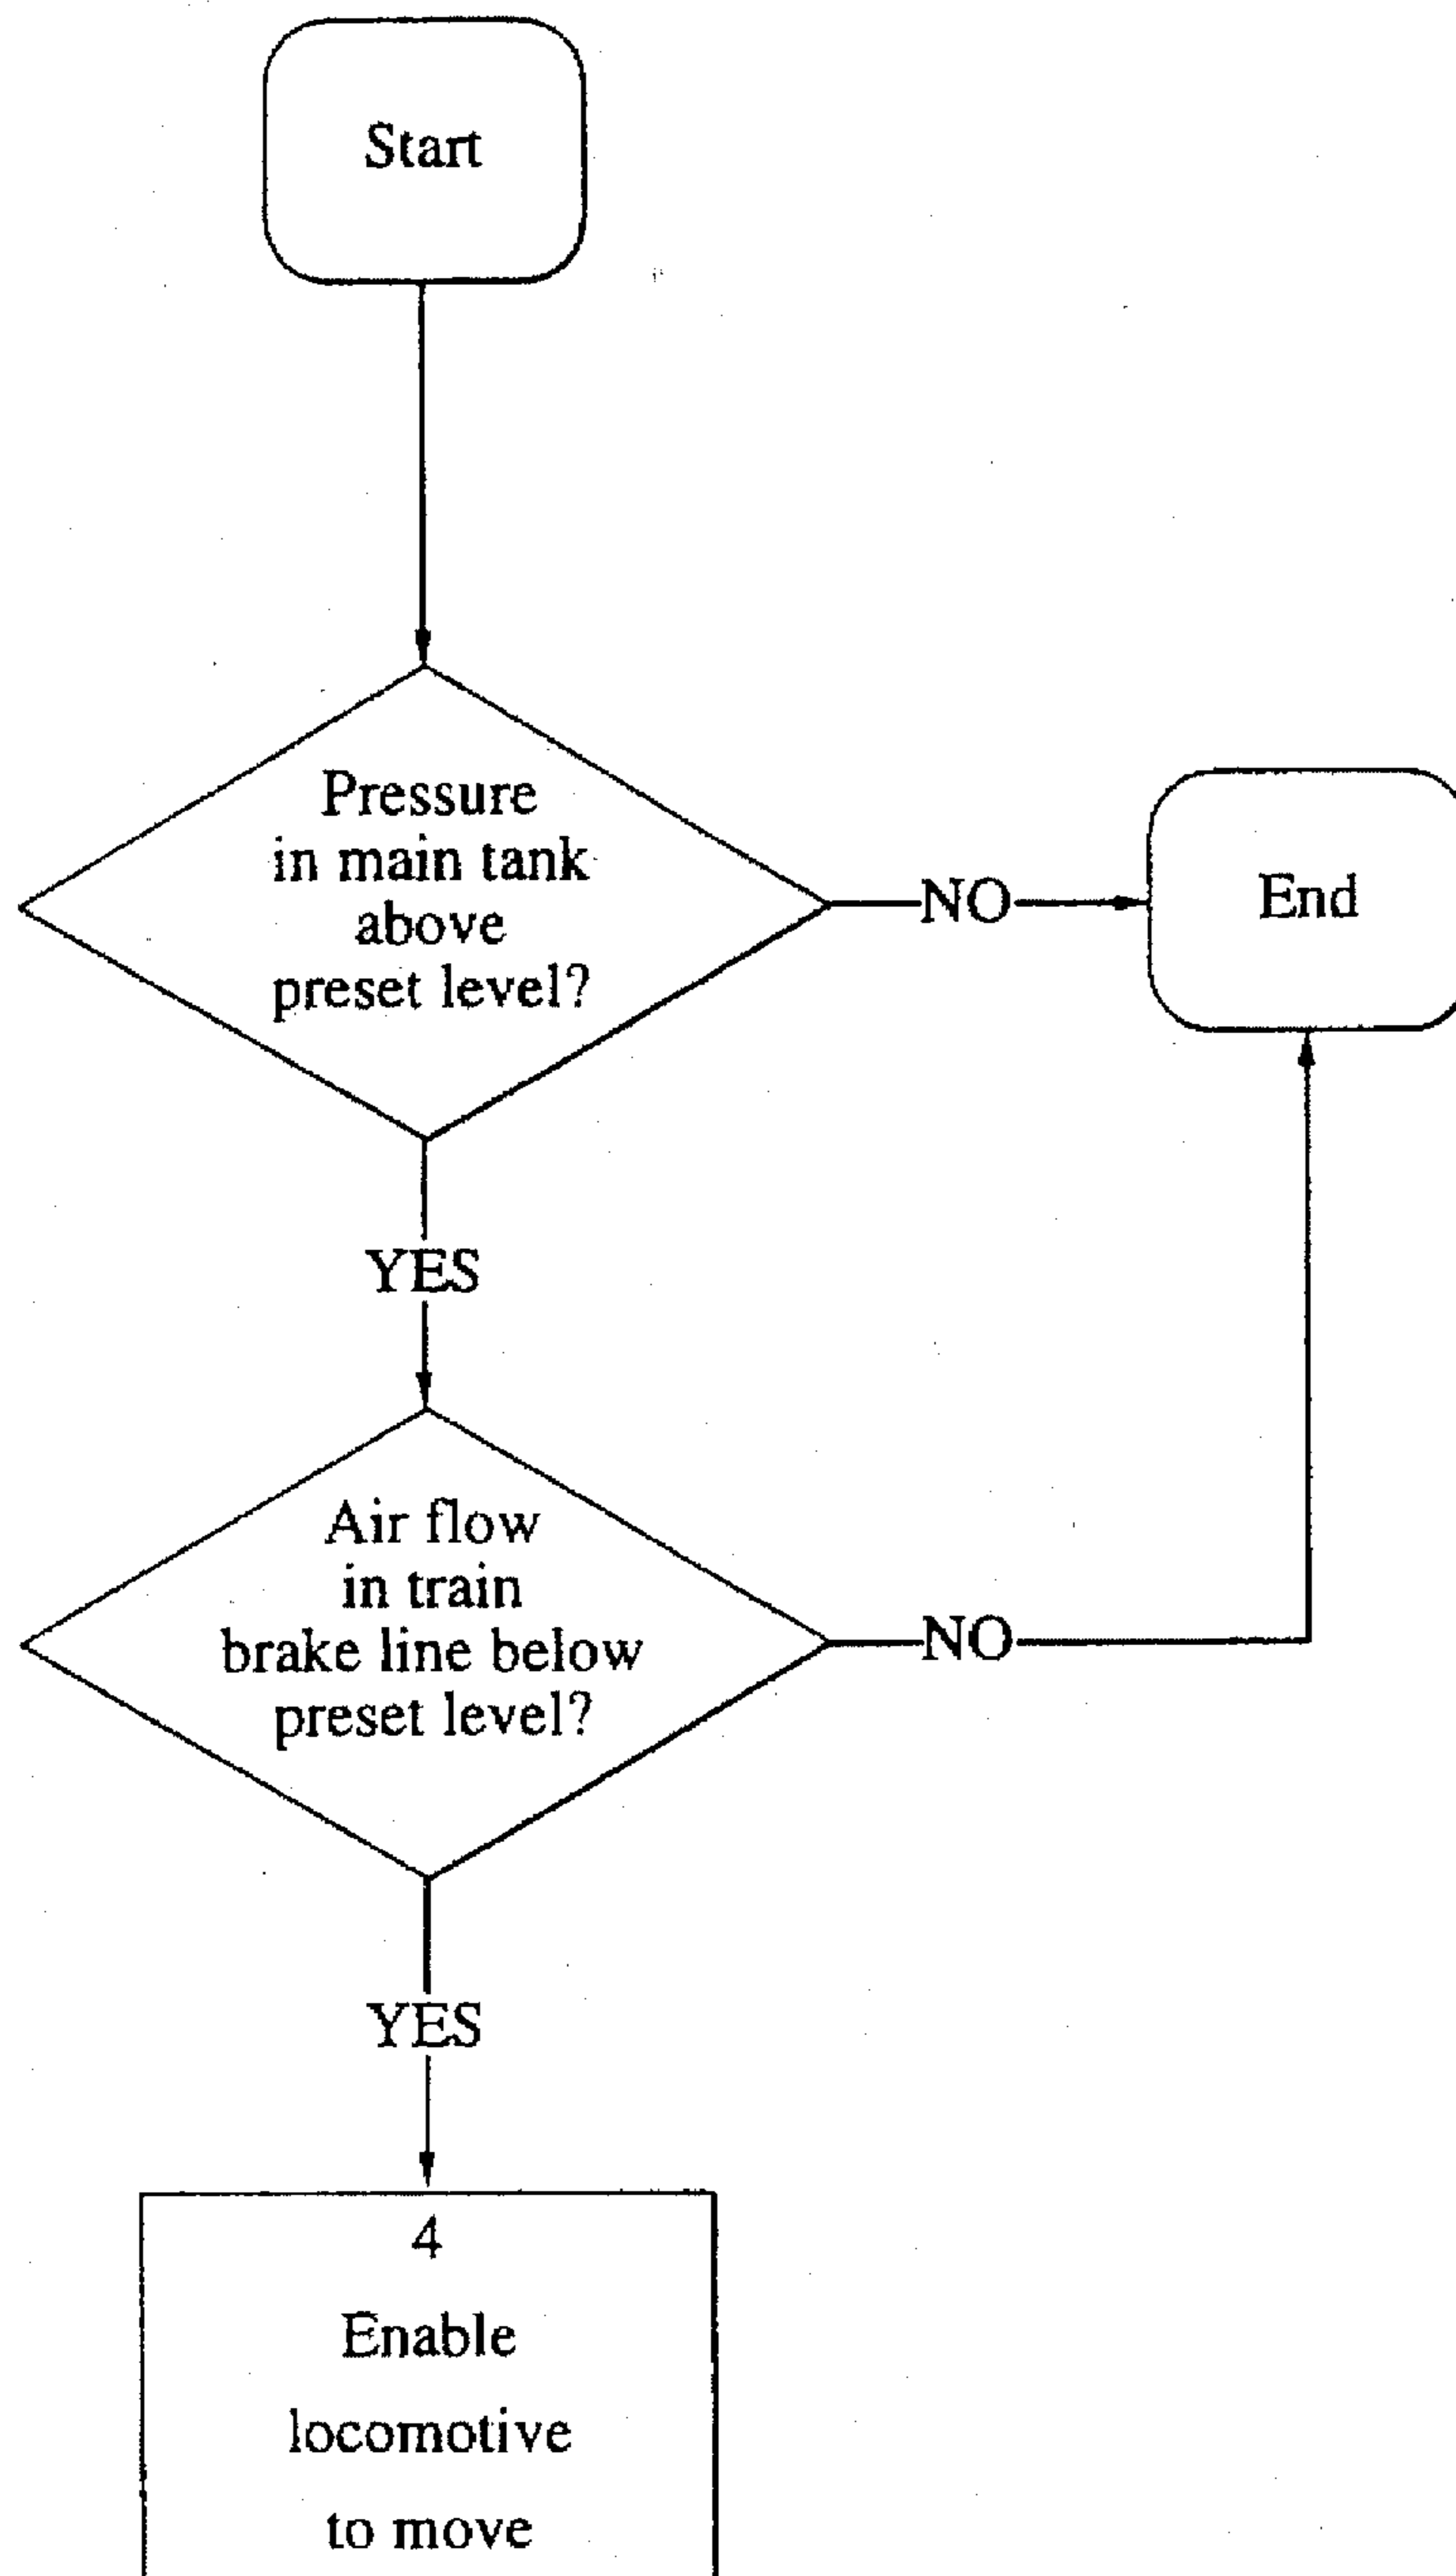 Start
Pressure
in main tank
above
preset level?
NO
End
YES
Air flow
in train
brake line below
preset level?
NO
YES
4
Enable
locomotive
to move